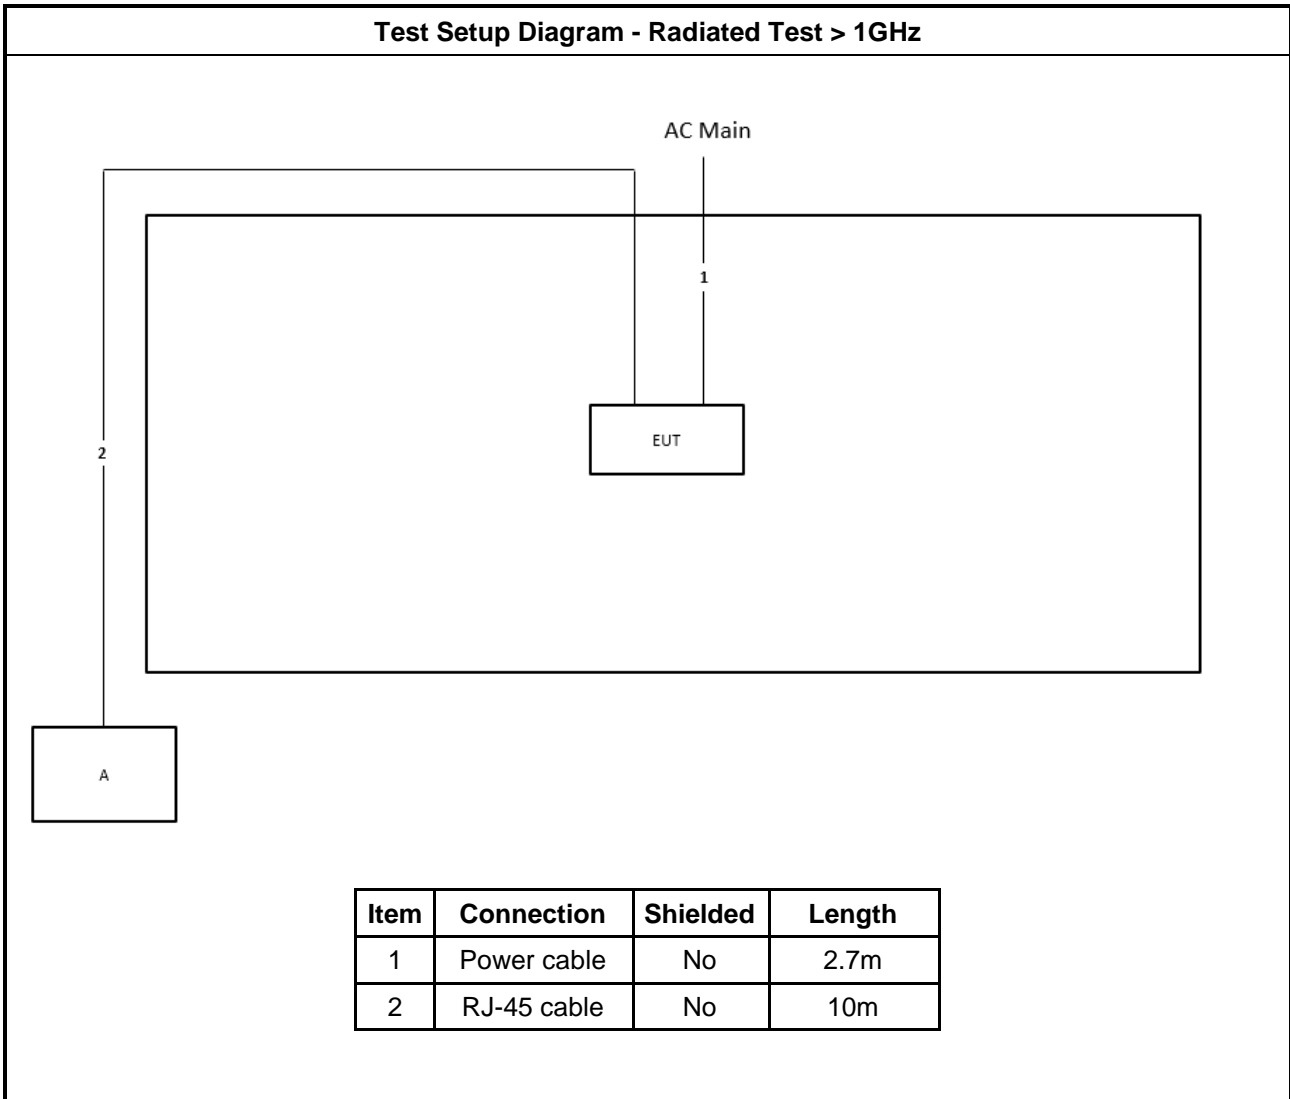 Test Setup Diagram - Radiated Test > 1GHz
AC Main
1
EUT
2
A
Item Connection Shielded Length
1 Power cable No 2.7m
2 RJ-45 cable No 10m